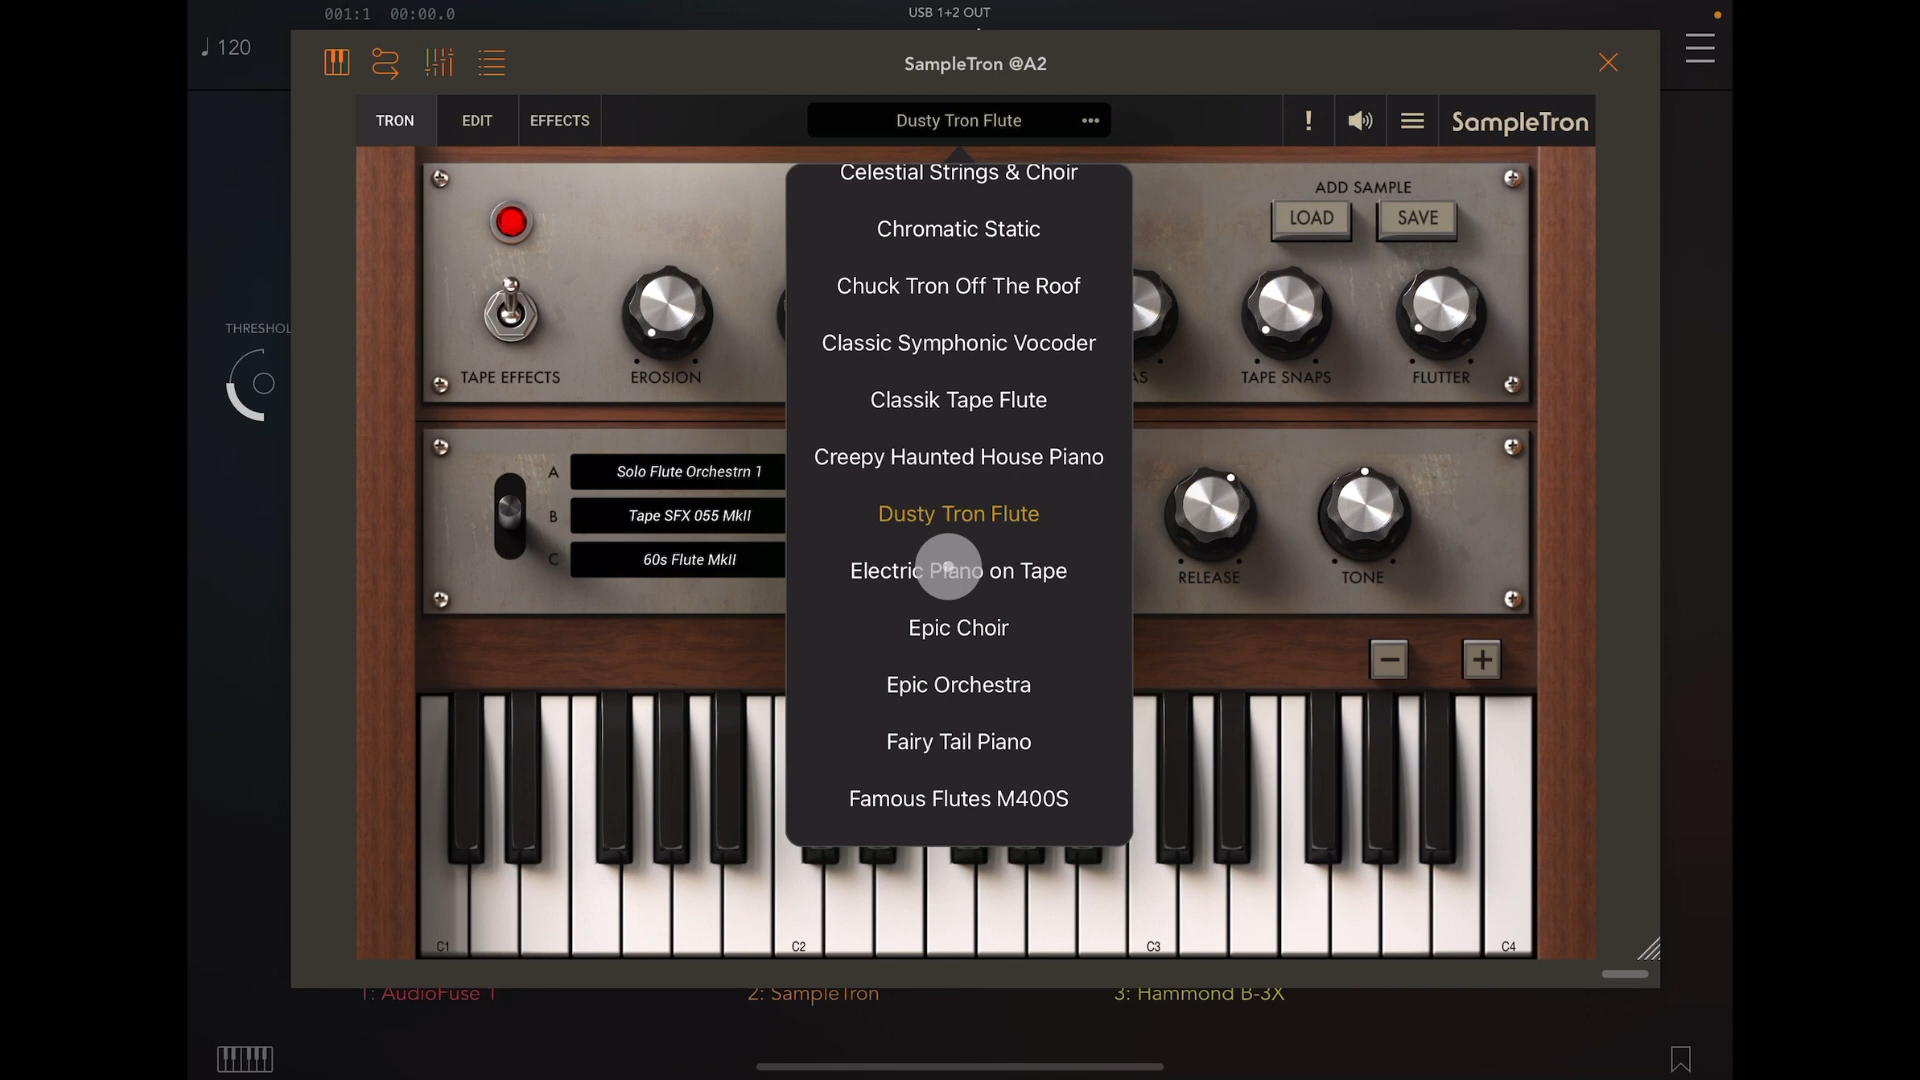 001:1 00:00.0
USB 1+2 OUT
♩ 120
SampleTron @A2
TRON
EDIT
EFFECTS
Dusty Tron Flute •••
!
SampleTron
Celestial Strings & Choir
Chromatic Static
Chuck Tron Off The Roof
Classic Symphonic Vocoder
Classik Tape Flute
Creepy Haunted House Piano
Dusty Tron Flute
Electric Piano on Tape
Epic Choir
Epic Orchestra
Fairy Tail Piano
Famous Flutes M400S
ADD SAMPLE
LOAD
SAVE
THRESHOL
TAPE EFFECTS
EROSION
AS
TAPE SNAPS
FLUTTER
A Solo Flute Orchestrn 1
B Tape SFX 055 MkII
C 60s Flute MkII
RELEASE
TONE
− +
C1
C2
C3
C4
1: AudioFuse 1
2: SampleTron
3: Hammond B-3X